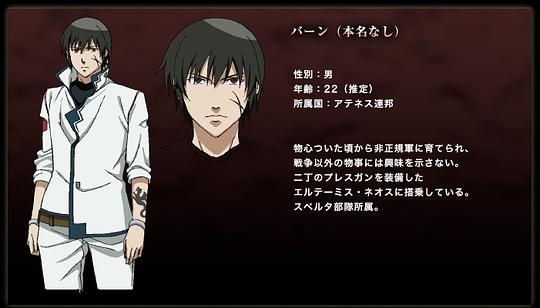 バーン（本名なし）
性別：男
年齢：22（推定）
所属国：アテネス連邦
物心ついた頃から非正規軍に育てられ、
戦争以外の物事には興味を示さない。
二丁のプレスガンを装備した
エルテーミス・ネオスに搭乗している。
スペルタ部隊所属。